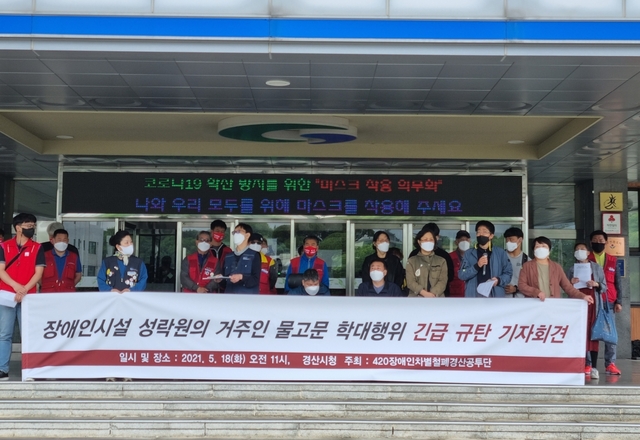 코로나19 확산 방지를 위한 "마스크 착용 의무화"
나와 우리 모두를 위해 마스크를 착용해 주세요
장애인시설 성락원의 거주인 물고문 학대행위 긴급 규탄 기자회견
일시 및 장소 : 2021. 5. 18(화) 오전 11시, 경산시청 주최 : 420장애인차별철폐경산공투단